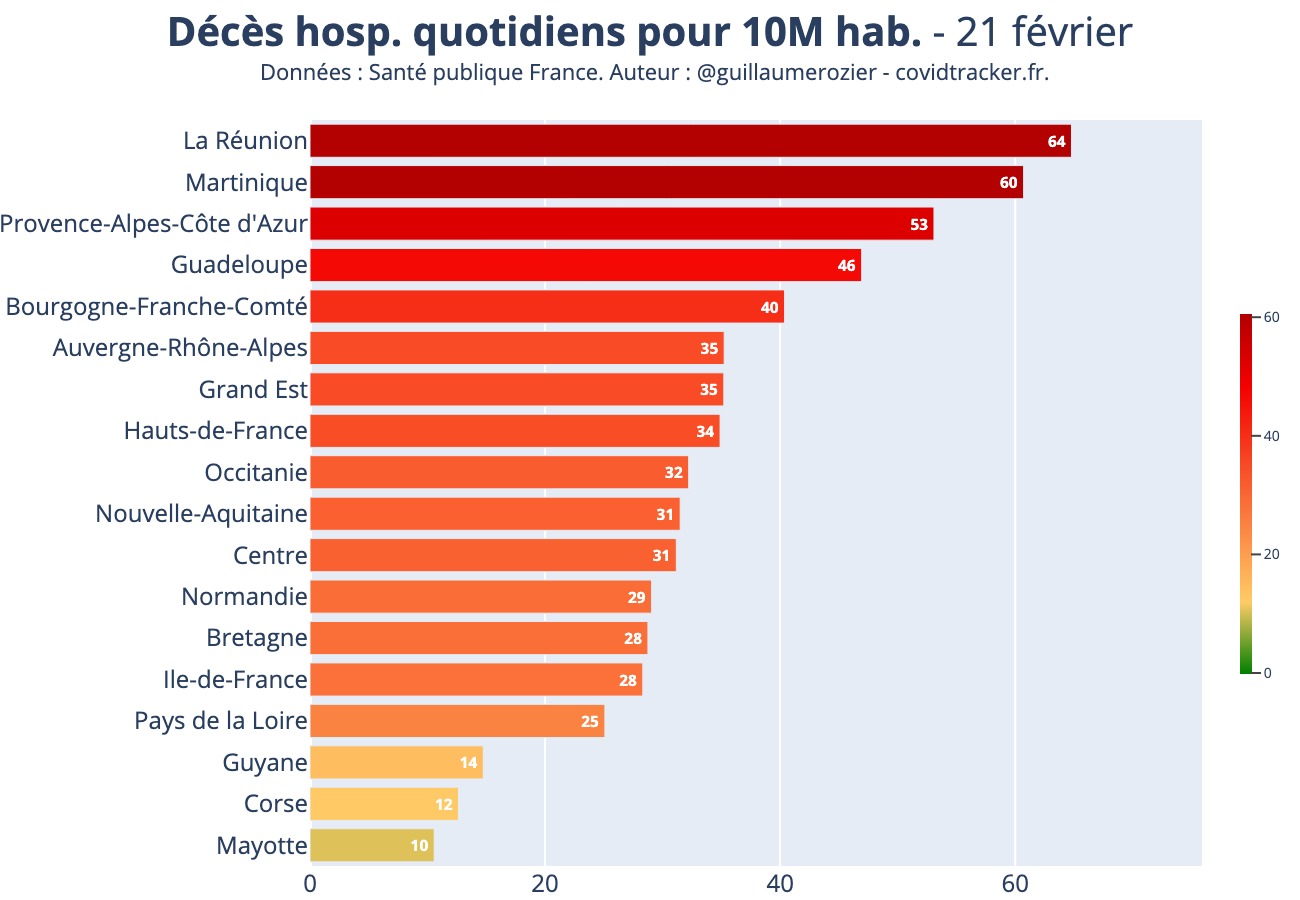 Décès hosp. quotidiens pour 10M hab. - 21 février
Données : Santé publique France. Auteur : @guillaumerozier - covidtracker.fr.
La Réunion 64
Martinique 60
Provence-Alpes-Côte d'Azur 53
Guadeloupe 46
Bourgogne-Franche-Comté 40
Auvergne-Rhône-Alpes 35
Grand Est 35
Hauts-de-France 34
Occitanie 32
Nouvelle-Aquitaine 31
Centre 31
Normandie 29
Bretagne 28
Ile-de-France 28
Pays de la Loire 25
Guyane 14
Corse 12
Mayotte 10
0 20 40 60
60
40
20
0